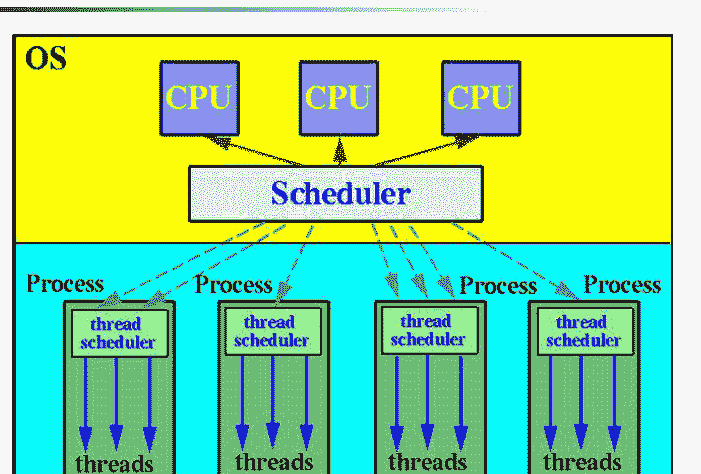 OS
CPU CPU CPU
Scheduler
Process Process Process Process
thread thread thread thread
scheduler scheduler scheduler scheduler
threads threads threads threads